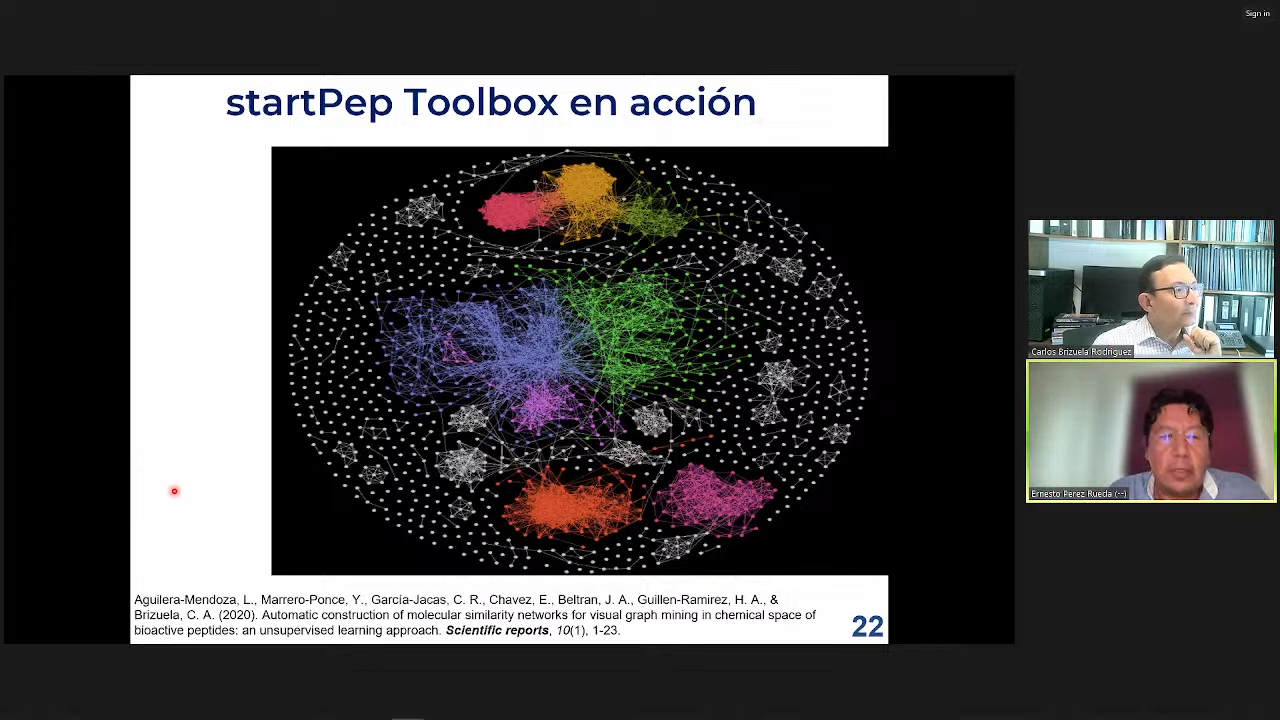 Sign in
startPep Toolbox en acción
Carlos Brizuela Rodriguez
Ernesto Perez Rueda (--)
Aguilera-Mendoza, L., Marrero-Ponce, Y., García-Jacas, C. R., Chavez, E., Beltran, J. A., Guillen-Ramirez, H. A., &
Brizuela, C. A. (2020). Automatic construction of molecular similarity networks for visual graph mining in chemical space of
bioactive peptides: an unsupervised learning approach. Scientific reports, 10(1), 1-23.
22